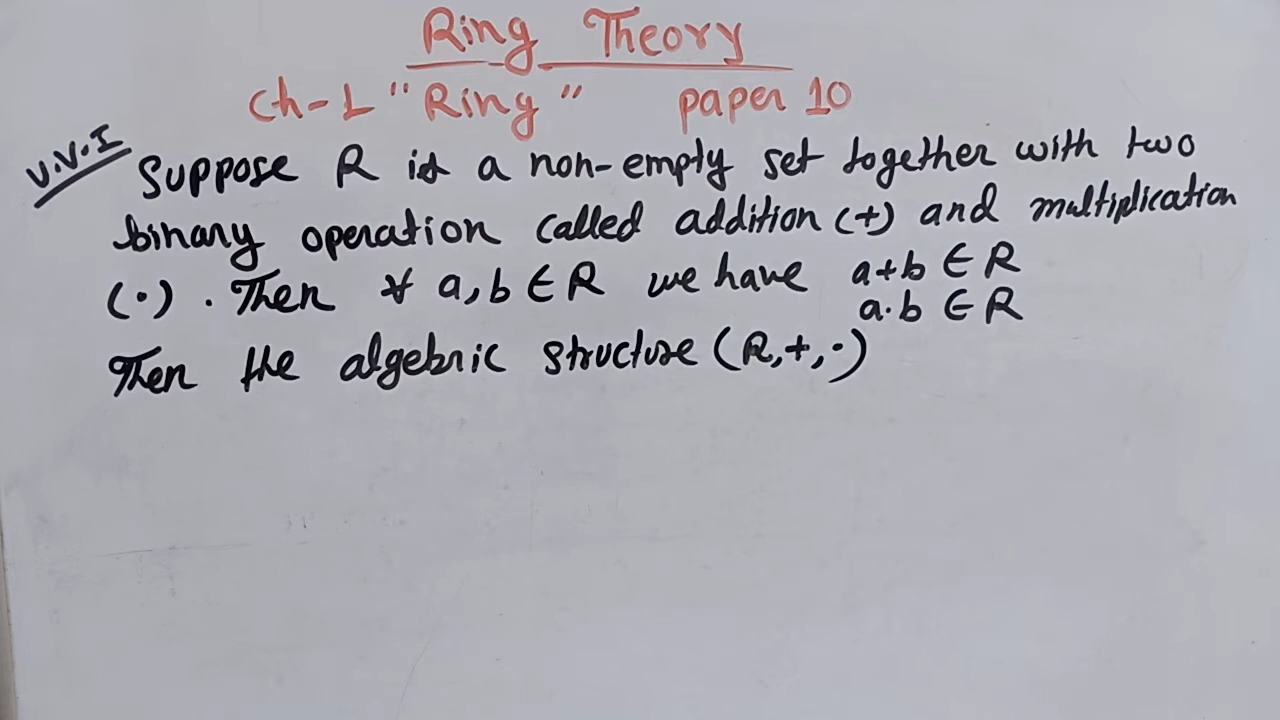 Ring Theory
Ch-1 "Ring" paper 10
V.V.I Suppose R is a non-empty set together with two
binary operation called addition (+) and multiplication
(·). Then ∀ a,b ∈ R we have a+b ∈ R
a·b ∈ R
Then the algebric structure (R,+,·)